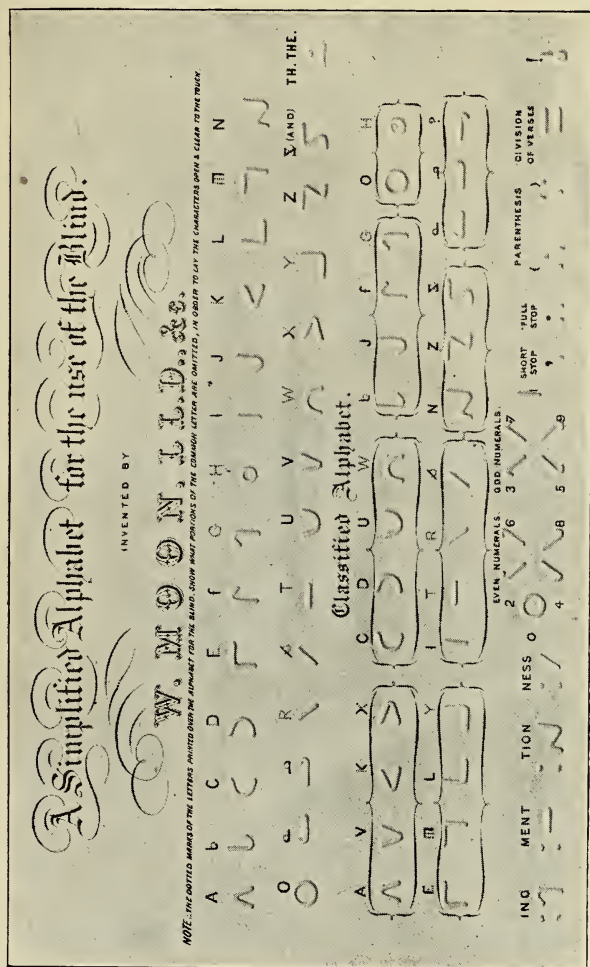 A Simplified Alphabet for the use of the Blind.
INVENTED BY
W. MOON. LL.D. &c.
NOTE: THE DOTTED MARKS OF THE LETTERS PRINTED OVER THE ALPHABET FOR THE BLIND, SHOW WHAT PORTIONS OF THE COMMON LETTER ARE OMITTED, IN ORDER TO LAY THE CHARACTERS OPEN & CLEAR TO THE TOUCH.
A b C D E f G H I J K L m N
O P q R S T U V W X Y Z & (AND) TH. THE.
Classified Alphabet.
A V K X C D U W b J f G O H
E m L Y I T R S N Z & P q ?
ING MENT TION NESS O EVEN NUMERALS. ODD NUMERALS. SHORT STOP FULL STOP PARENTHESIS DIVISION OF VERSES
2 6 3 7
4 8 5 9